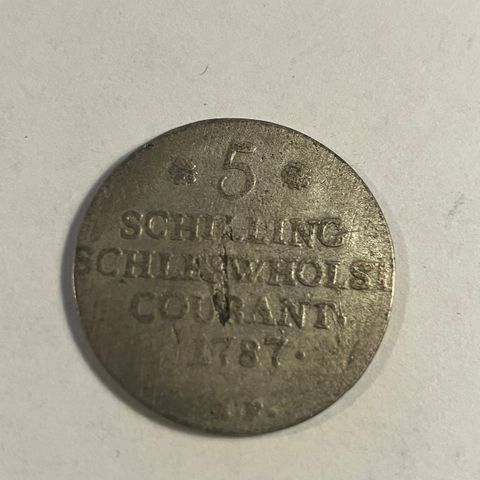 * 5 *
SCHILLING
SCHLESWHOLST
COURANT.
1787.